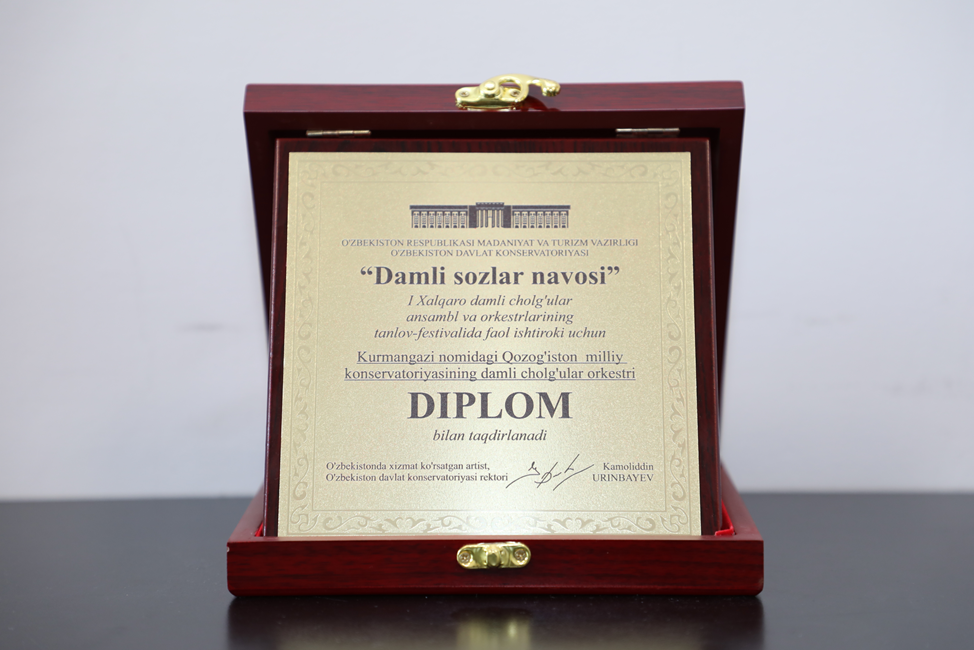 O'ZBEKISTON RESPUBLIKASI MADANIYAT VA TURIZM VAZIRLIGI
O'ZBEKISTON DAVLAT KONSERVATORIYASI
“Damli sozlar navosi”
I Xalqaro damli cholg'ular
ansambl va orkestrlarining
tanlov-festivalida faol ishtiroki uchun
Kurmangazi nomidagi Qozog'iston milliy
konservatoriyasining damli cholg'ular orkestri
DIPLOM
bilan taqdirlanadi
O'zbekistonda xizmat ko'rsatgan artist,
O'zbekiston davlat konservatoriyasi rektori
Kamoliddin
URINBAYEV